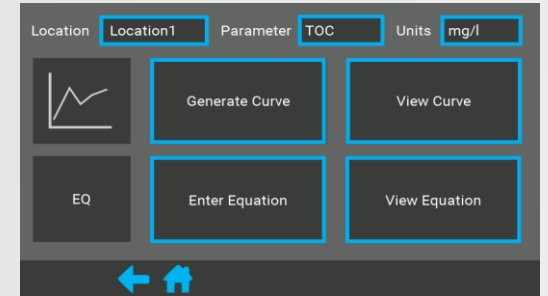 Location Location1 Parameter TOC Units mg/l
Generate Curve View Curve
EQ Enter Equation View Equation